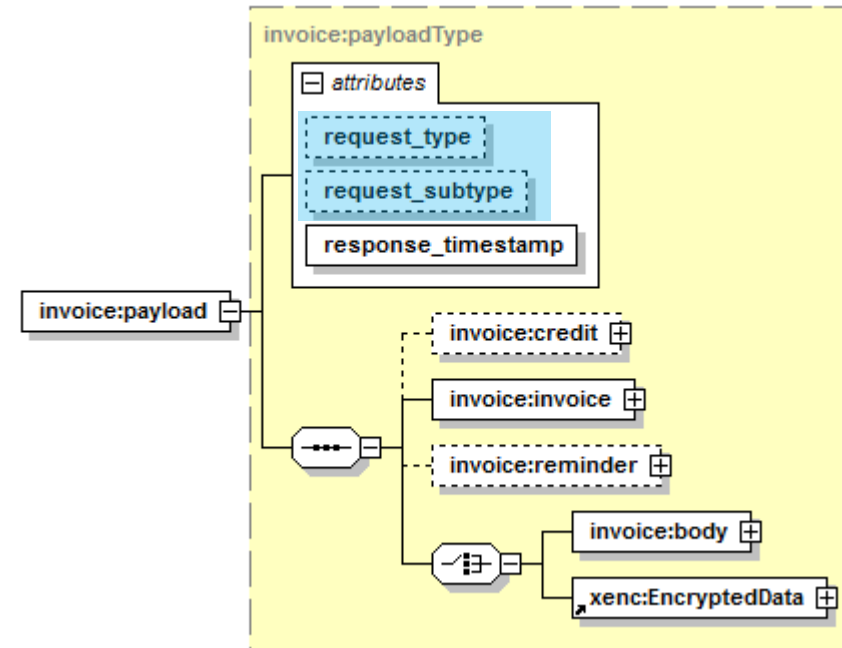 invoice:payloadType
attributes
request_type
request_subtype
response_timestamp
invoice:payload
invoice:credit
invoice:invoice
invoice:reminder
invoice:body
xenc:EncryptedData